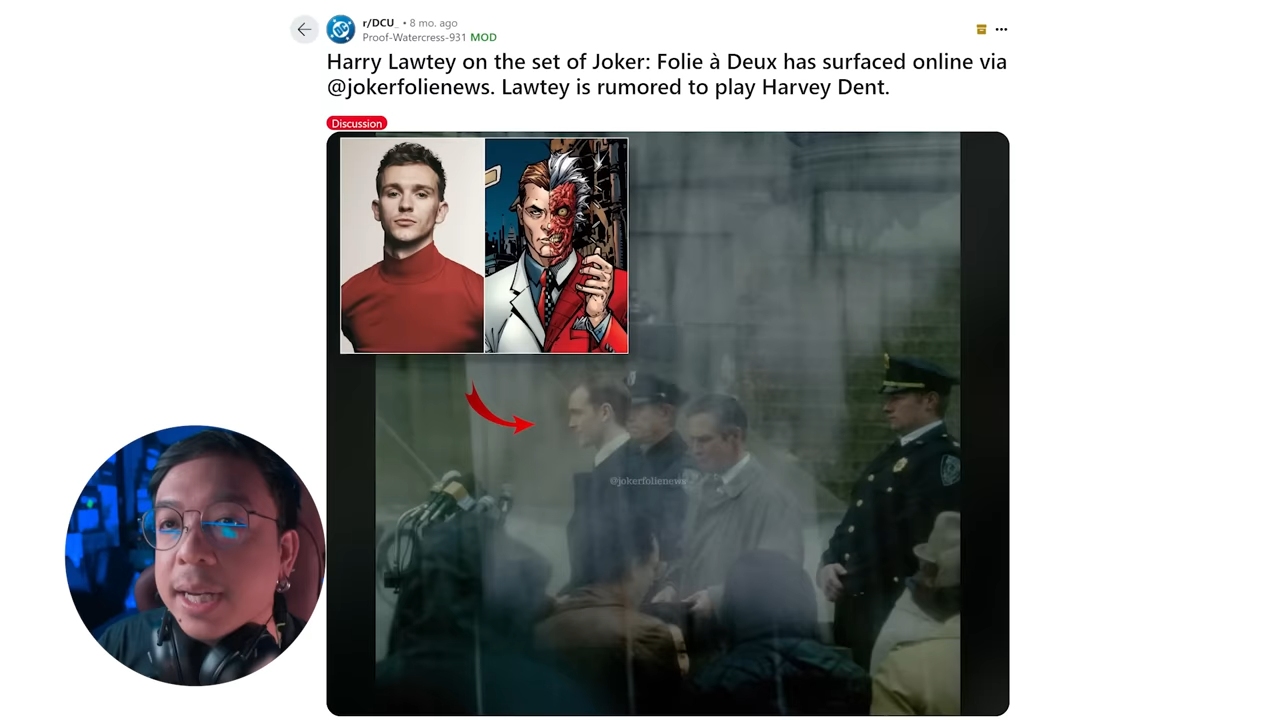 r/DCU_ • 8 mo. ago
Proof-Watercress-931 MOD
Harry Lawtey on the set of Joker: Folie à Deux has surfaced online via
@jokerfolienews. Lawtey is rumored to play Harvey Dent.
Discussion
@jokerfolienews